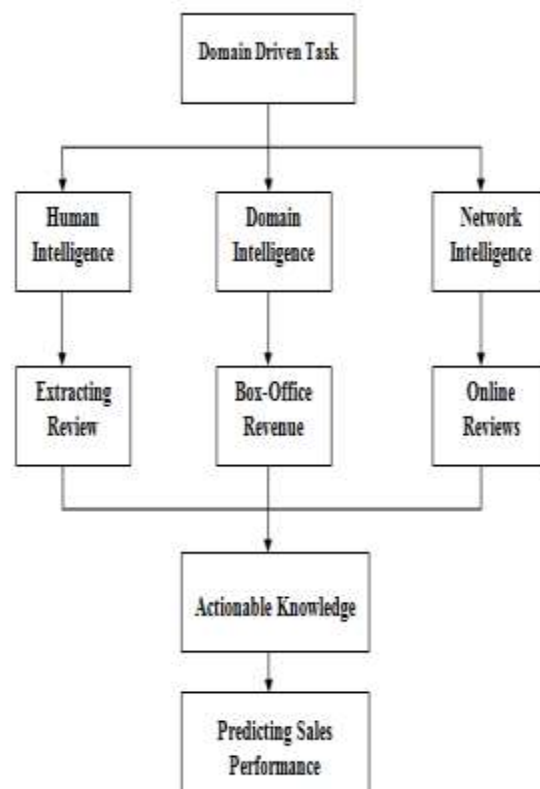 Domain Driven Task
Human
Intelligence
Domain
Intelligence
Network
Intelligence
Extracting
Review
Box-Office
Revenue
Online
Reviews
Actionable Knowledge
Predicting Sales
Performance